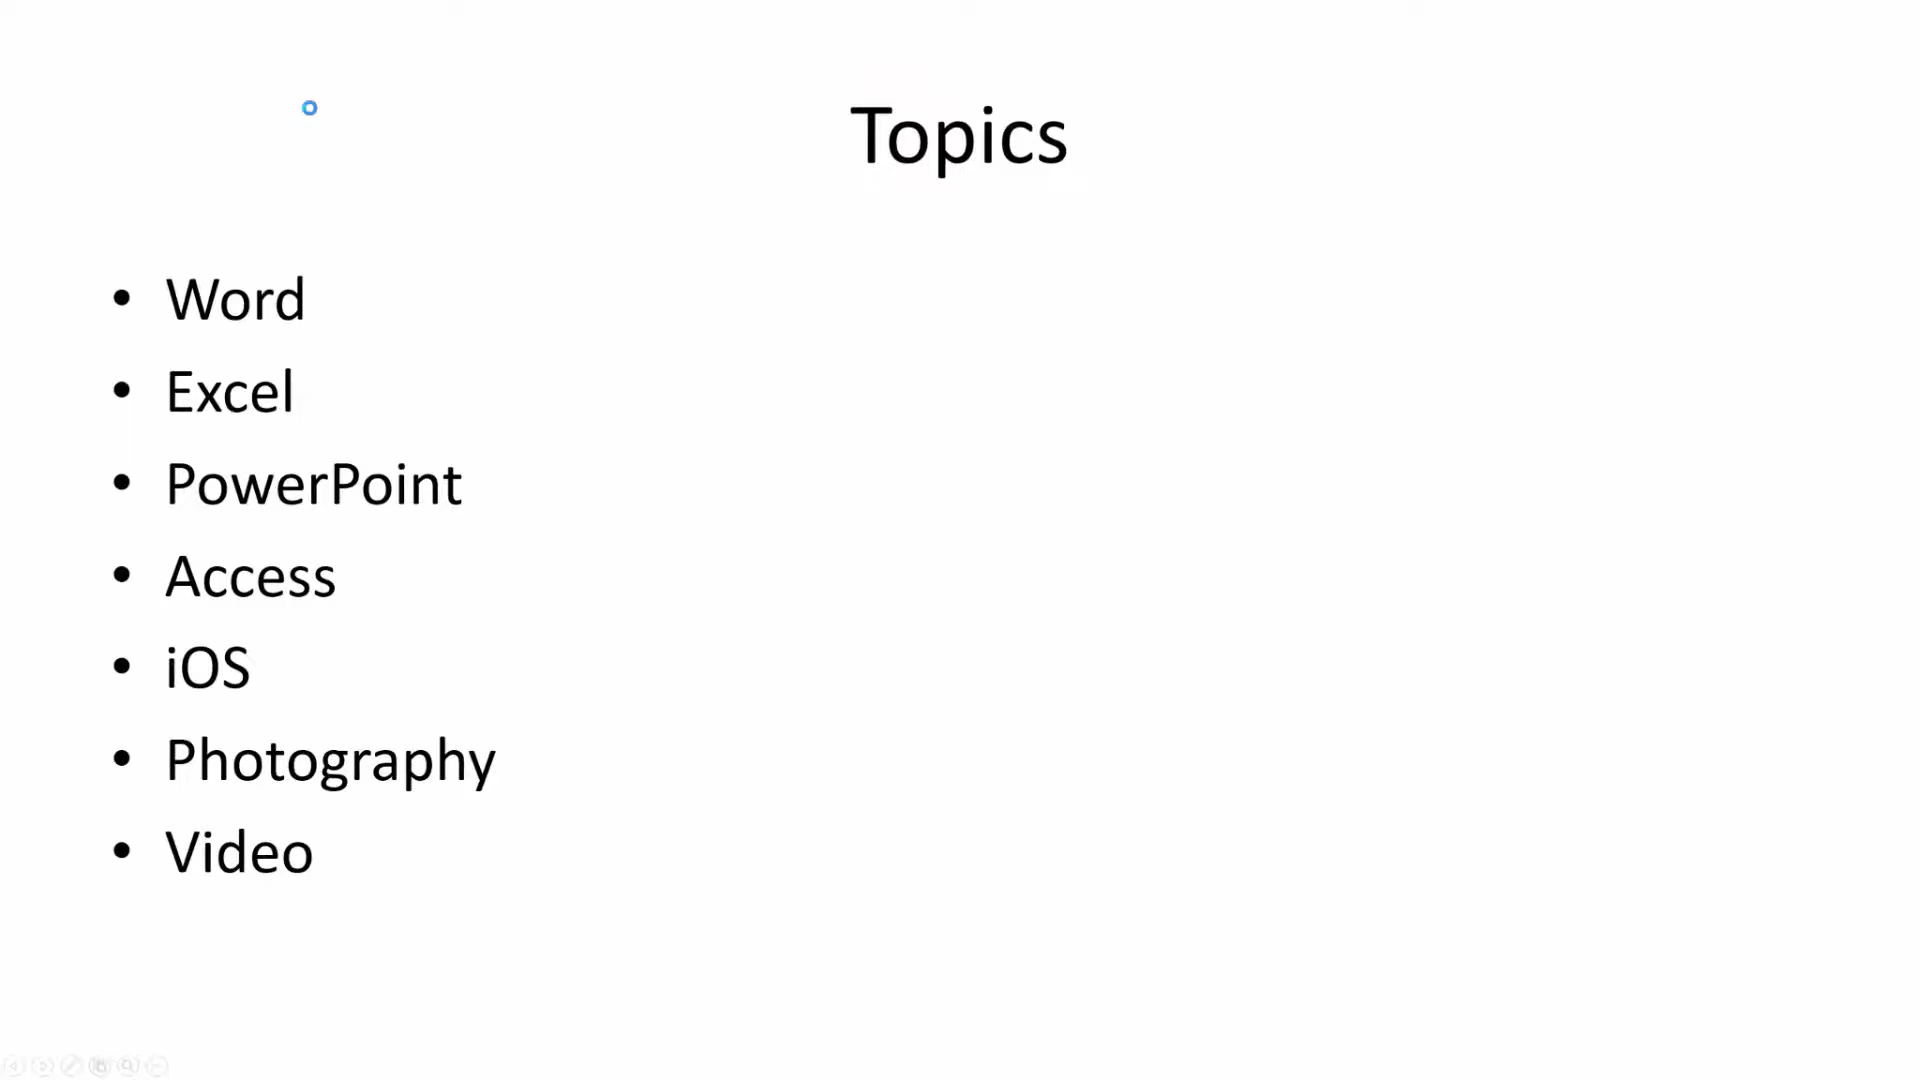 Topics
• Word
• Excel
• PowerPoint
• Access
• iOS
• Photography
• Video